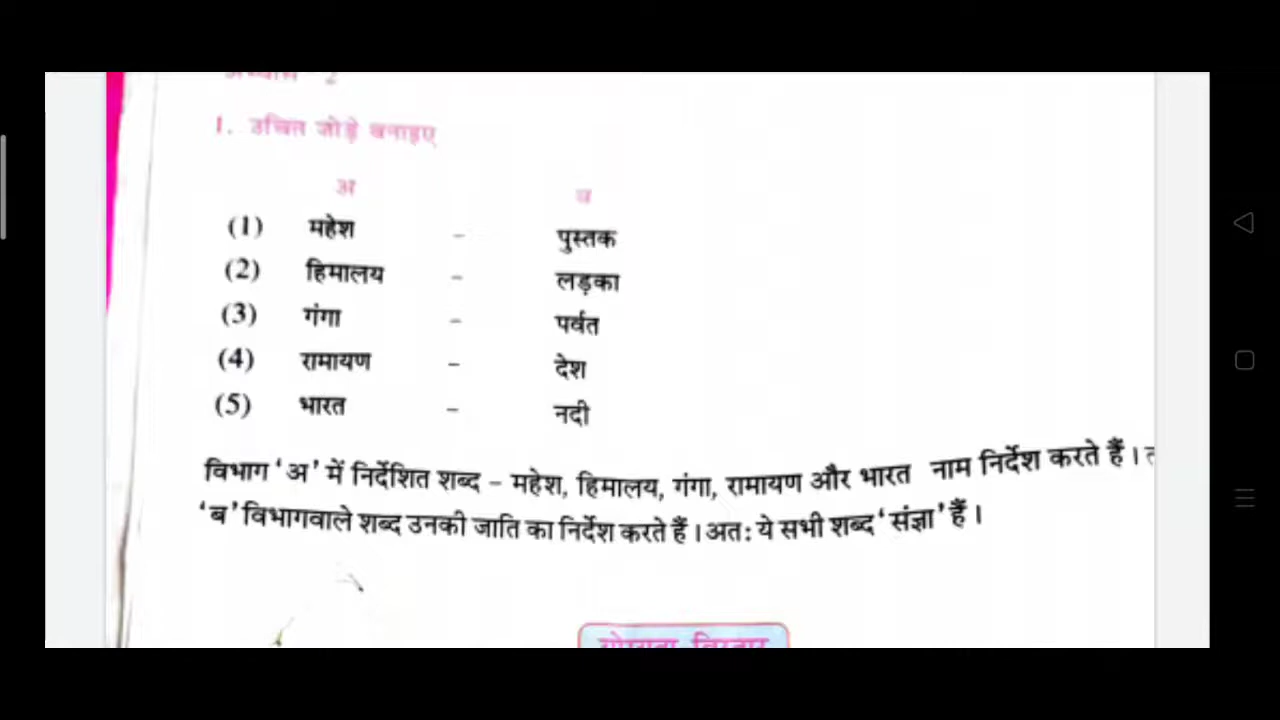 1. उचित जोड़े बनाइए
अ ब
(1) महेश - पुस्तक
(2) हिमालय - लड़का
(3) गंगा - पर्वत
(4) रामायण - देश
(5) भारत - नदी
विभाग ‘अ’ में निर्देशित शब्द - महेश, हिमालय, गंगा, रामायण और भारत नाम निर्देश करते हैं।
‘ब’ विभागवाले शब्द उनकी जाति का निर्देश करते हैं। अतः ये सभी शब्द ‘संज्ञा’ हैं।